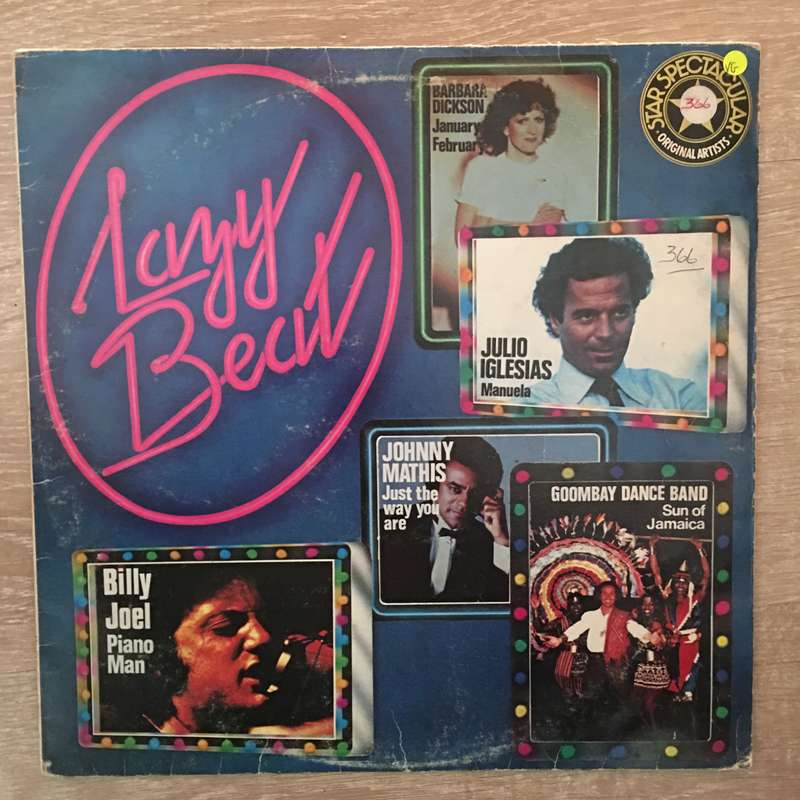 Lazy
Beat
BARBARA
DICKSON
January
February
STAR SPECTACULAR
366
ORIGINAL ARTISTS
VG
366
JULIO
IGLESIAS
Manuela
JOHNNY
MATHIS
Just the
way you
are
GOOMBAY DANCE BAND
Sun of
Jamaica
Billy
Joel
Piano
Man